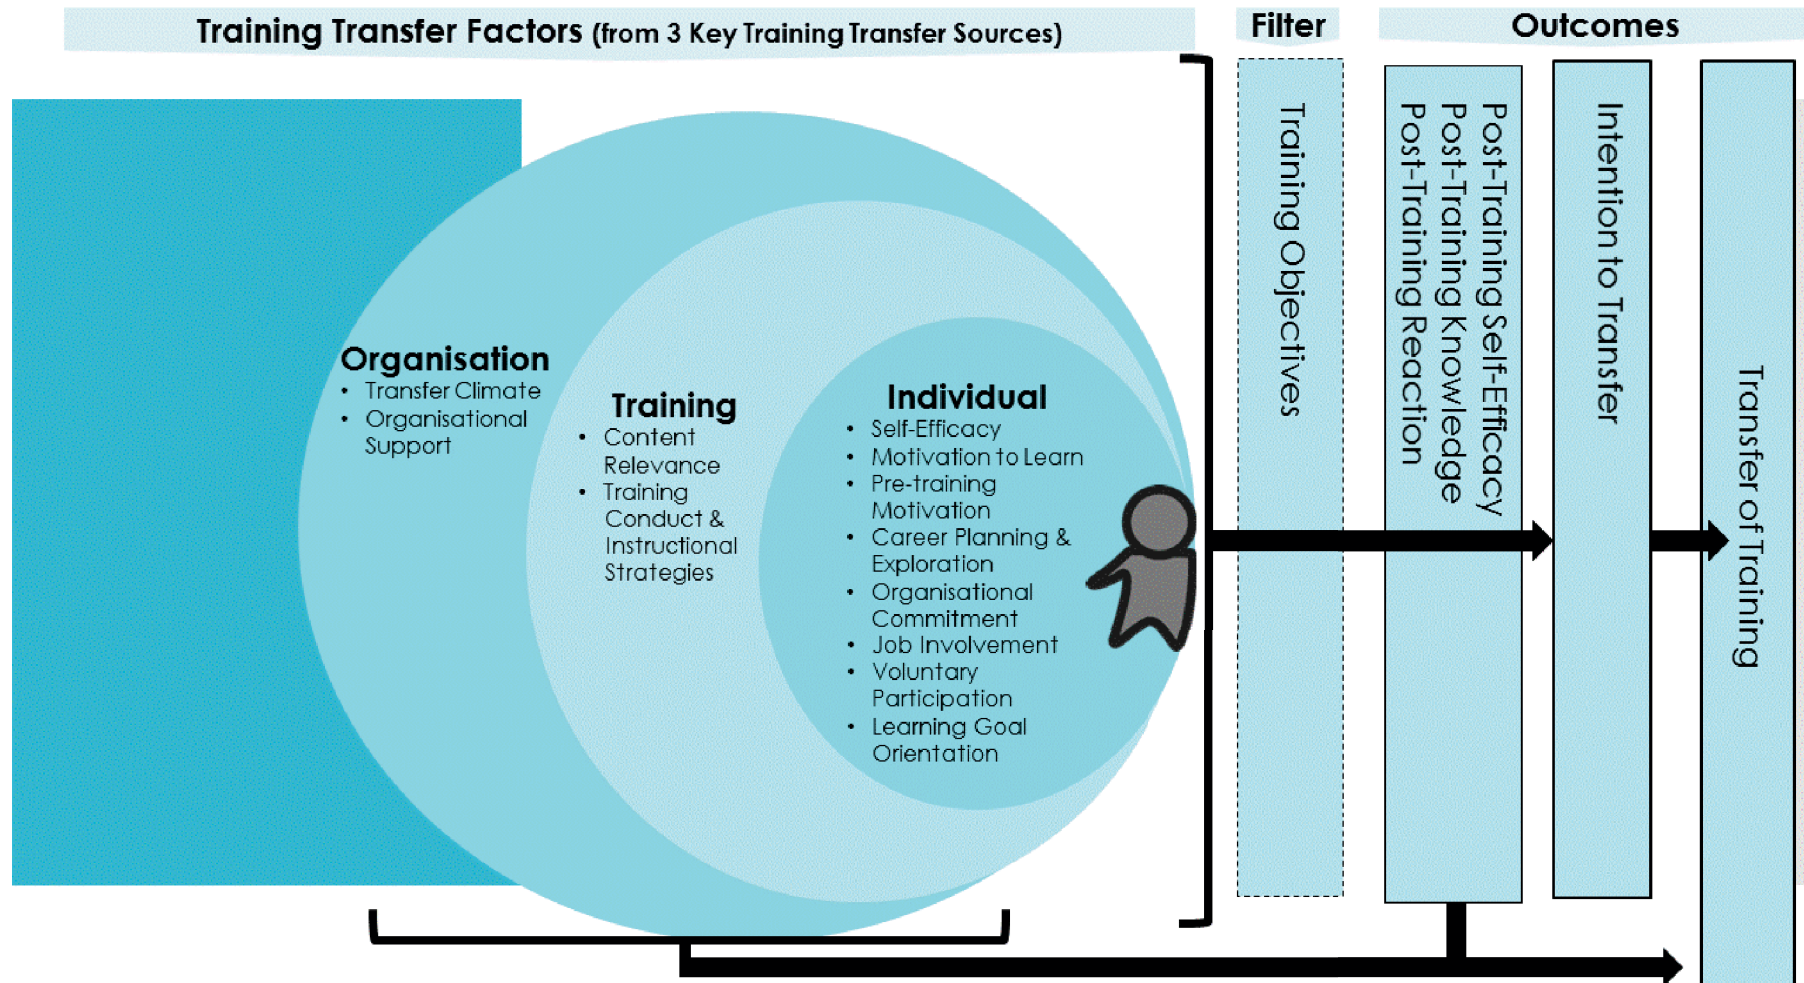 Training Transfer Factors (from 3 Key Training Transfer Sources)
Filter
Outcomes
Organisation
• Transfer Climate
• Organisational
Support
Training
• Content
Relevance
• Training
Conduct &
Instructional
Strategies
Individual
• Self-Efficacy
• Motivation to Learn
• Pre-training
Motivation
• Career Planning &
Exploration
• Organisational
Commitment
• Job Involvement
• Voluntary
Participation
• Learning Goal
Orientation
Training Objectives
Post-Training Self-Efficacy
Post-Training Knowledge
Post-Training Reaction
Intention to Transfer
Transfer of Training